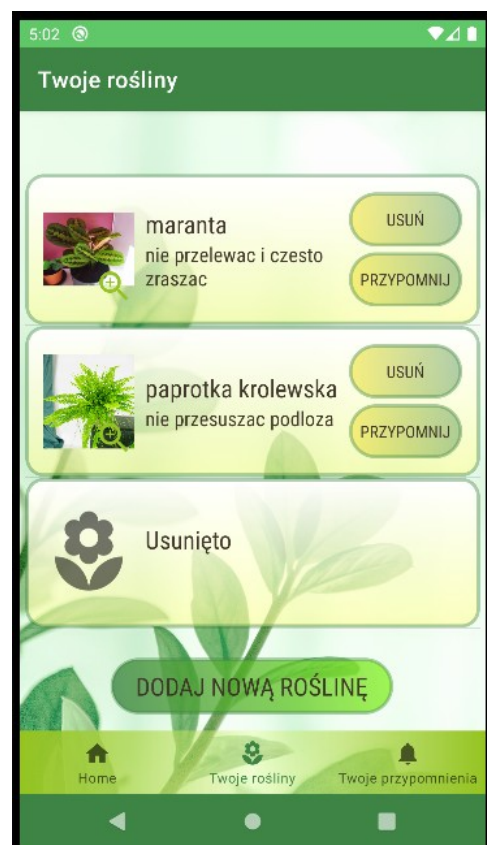 5:02
Twoje rośliny
maranta
nie przelewac i czesto
zraszac
USUŃ
PRZYPOMNIJ
paprotka krolewska
nie przesuszac podloza
USUŃ
PRZYPOMNIJ
Usunięto
DODAJ NOWĄ ROŚLINĘ
Home
Twoje rośliny
Twoje przypomnienia